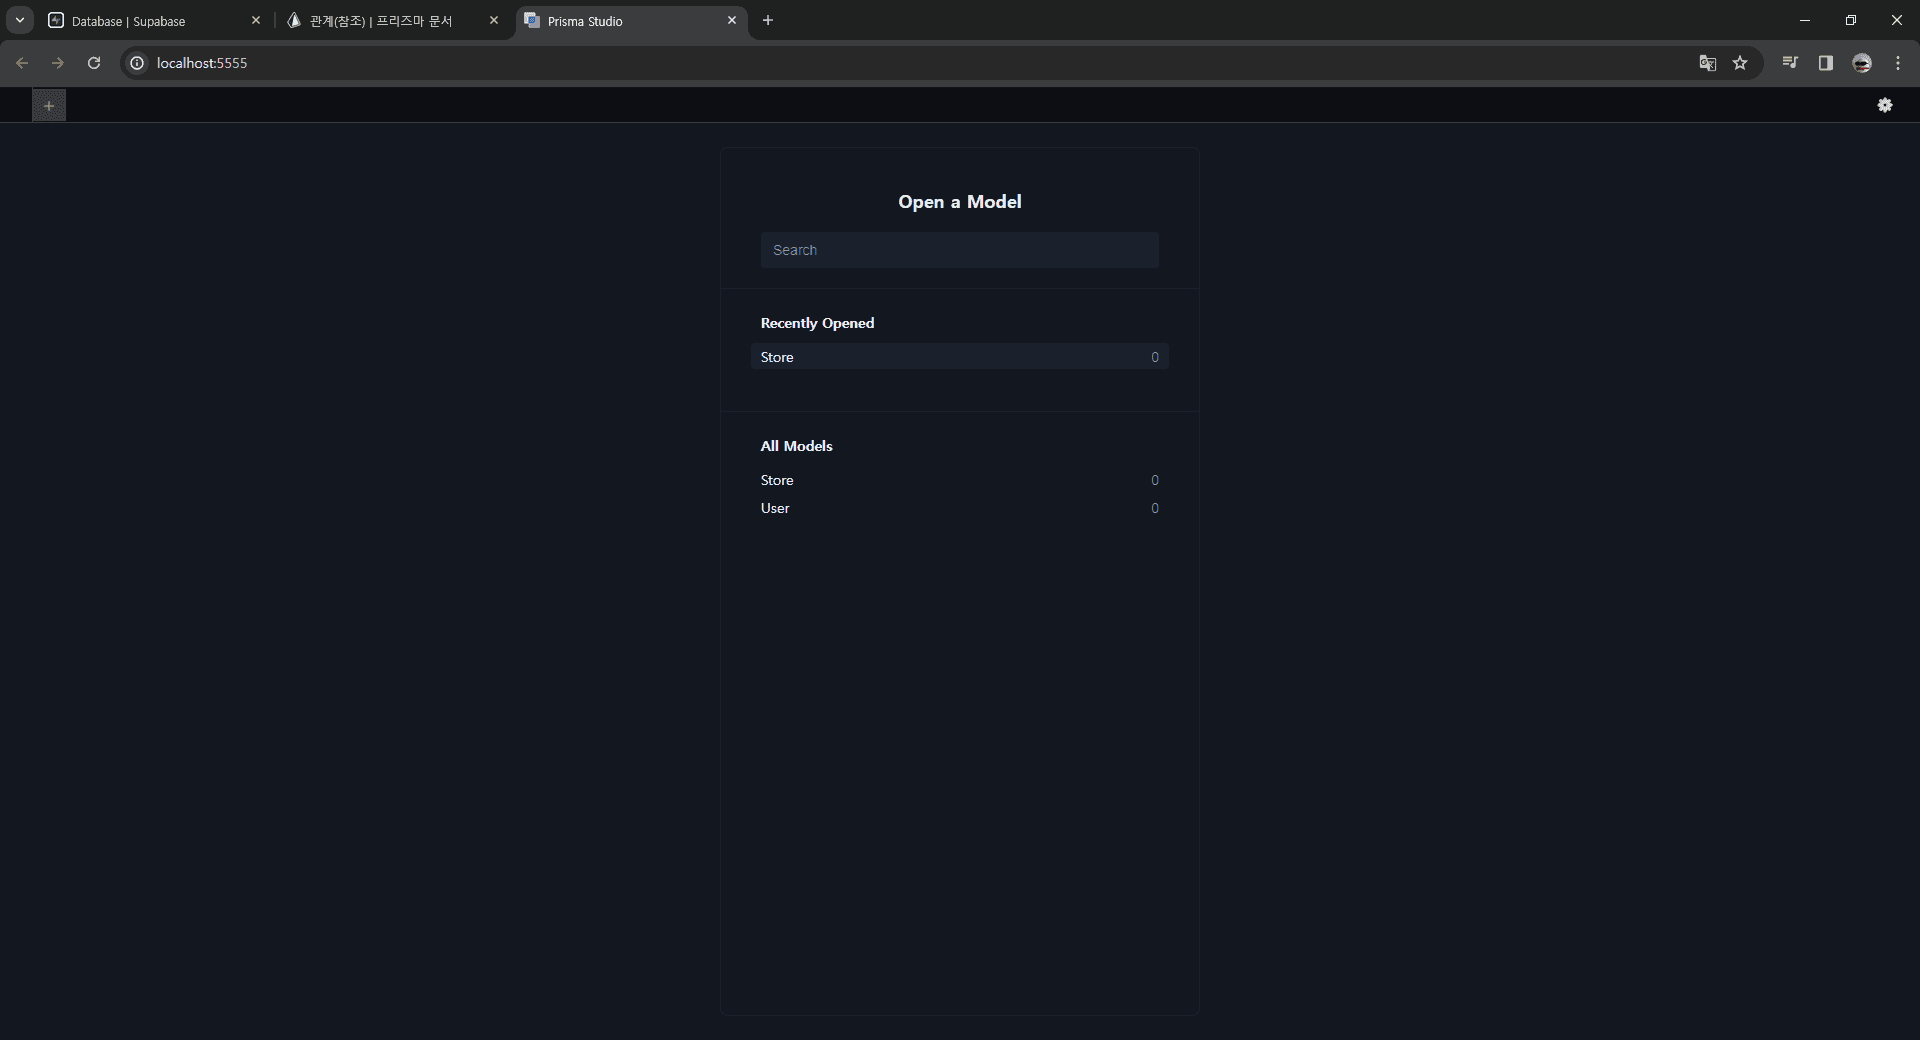 Database | Supabase
관계(참조) | 프리즈마 문서
Prisma Studio
localhost:5555
Open a Model
Search
Recently Opened
Store 0
All Models
Store 0
User 0